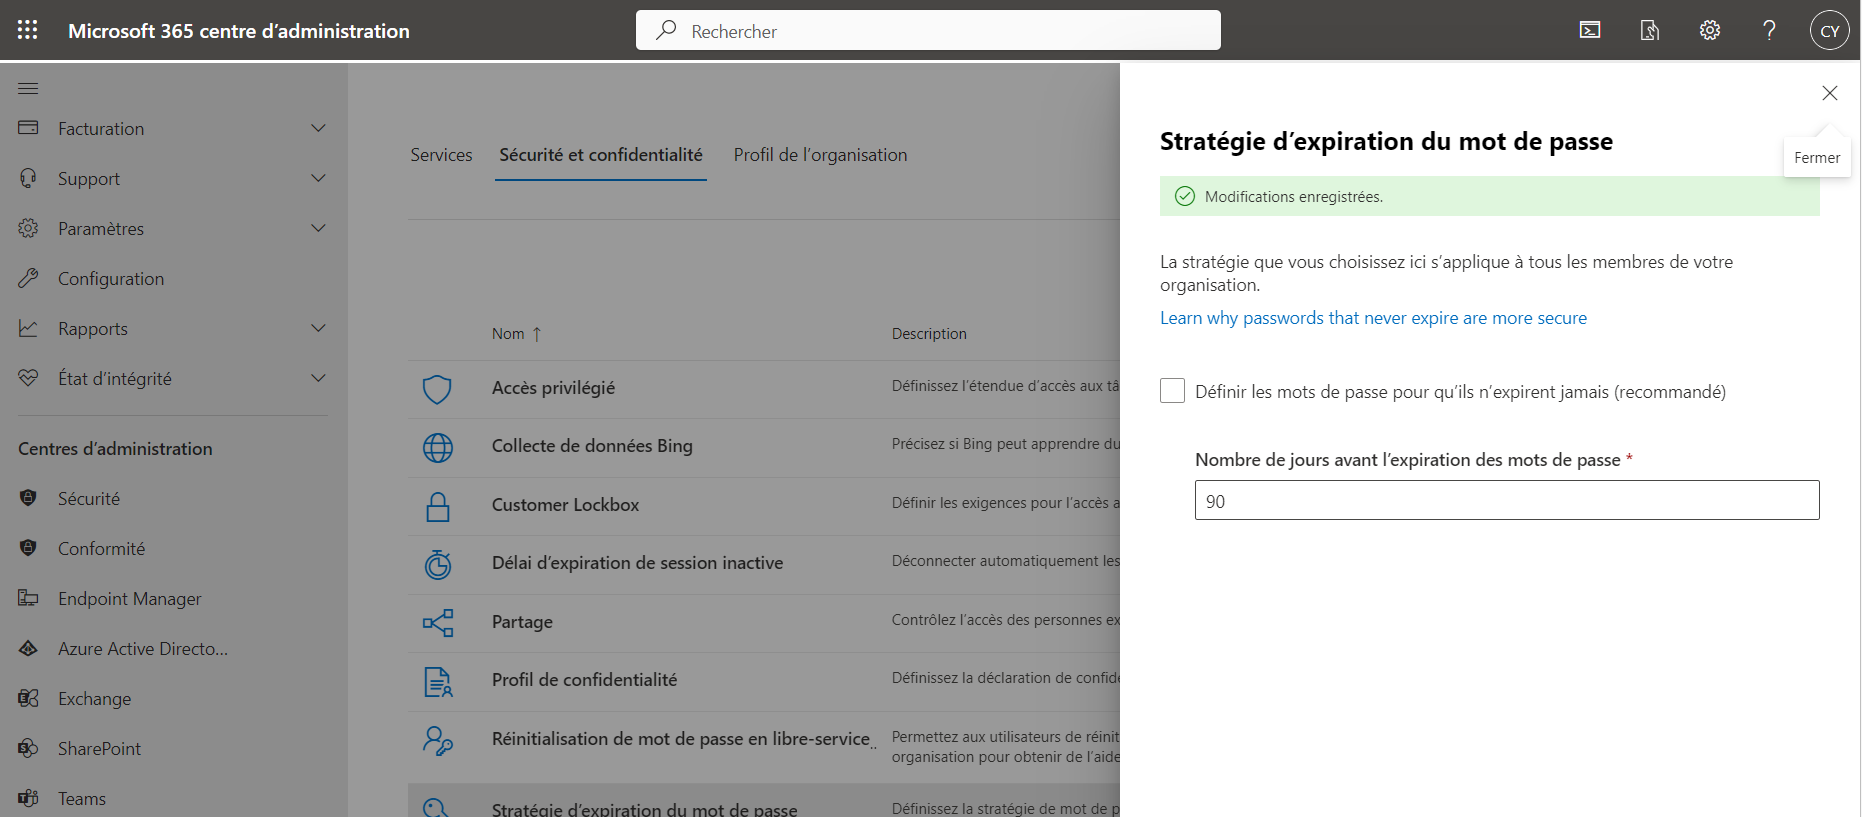 Microsoft 365 centre d’administration
Rechercher
CY
Facturation
Support
Paramètres
Configuration
Rapports
État d’intégrité
Centres d’administration
Sécurité
Conformité
Endpoint Manager
Azure Active Directo...
Exchange
SharePoint
Teams
Services
Sécurité et confidentialité
Profil de l’organisation
Nom ↑
Description
Accès privilégié
Définissez l’étendue d’accès aux tâ
Collecte de données Bing
Précisez si Bing peut apprendre du
Customer Lockbox
Définir les exigences pour l’accès a
Délai d’expiration de session inactive
Déconnecter automatiquement les
Partage
Contrôlez l’accès des personnes ex
Profil de confidentialité
Définissez la déclaration de confide
Réinitialisation de mot de passe en libre-service..
Permettez aux utilisateurs de réinit
organisation pour obtenir de l’aide
Stratégie d’expiration du mot de passe
Définissez la stratégie de mot de p
Stratégie d’expiration du mot de passe
Fermer
Modifications enregistrées.
La stratégie que vous choisissez ici s’applique à tous les membres de votre
organisation.
Learn why passwords that never expire are more secure
Définir les mots de passe pour qu’ils n’expirent jamais (recommandé)
Nombre de jours avant l’expiration des mots de passe *
90